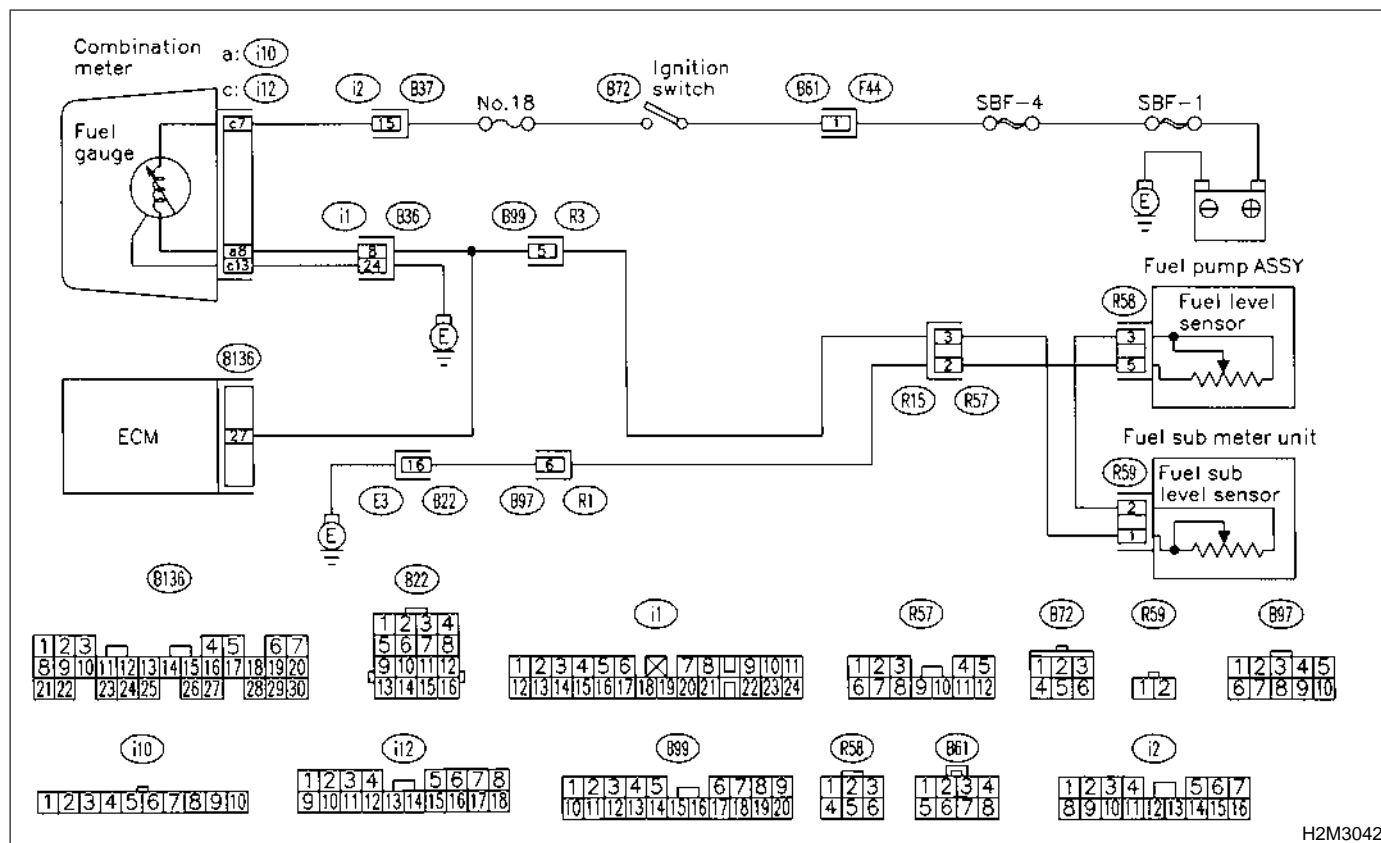 Combination meter
a: i10
c: i12
i2
B37
No.18
B72
Ignition switch
B61
F44
SBF-4
SBF-1
Fuel gauge
c7
15
1
E
⊖ ⊕
i1
B36
B99
R3
a8
8
5
c13
24
E
Fuel pump ASSY
R58
Fuel level sensor
3
3
2
5
R15
R57
B136
ECM
27
Fuel sub meter unit
R59
Fuel sub level sensor
2
1
16
6
E3
B22
B97
R1
E
B136
1 2 3 4 5 6 7
8 9 10 11 12 13 14 15 16 17 18 19 20
21 22 23 24 25 26 27 28 29 30
B22
1 2 3 4
5 6 7 8
9 10 11 12
13 14 15 16
i1
1 2 3 4 5 6 7 8 9 10 11
12 13 14 15 16 17 18 19 20 21 22 23 24
R57
1 2 3 4 5
6 7 8 9 10 11 12
B72
1 2 3
4 5 6
R59
1 2
B97
1 2 3 4 5
6 7 8 9 10
i10
1 2 3 4 5 6 7 8 9 10
i12
1 2 3 4 5 6 7 8
9 10 11 12 13 14 15 16 17 18
B99
1 2 3 4 5 6 7 8 9
10 11 12 13 14 15 16 17 18 19 20
R58
1 2 3
4 5 6
B61
1 2 3 4
5 6 7 8
i2
1 2 3 4 5 6 7
8 9 10 11 12 13 14 15 16
H2M3042